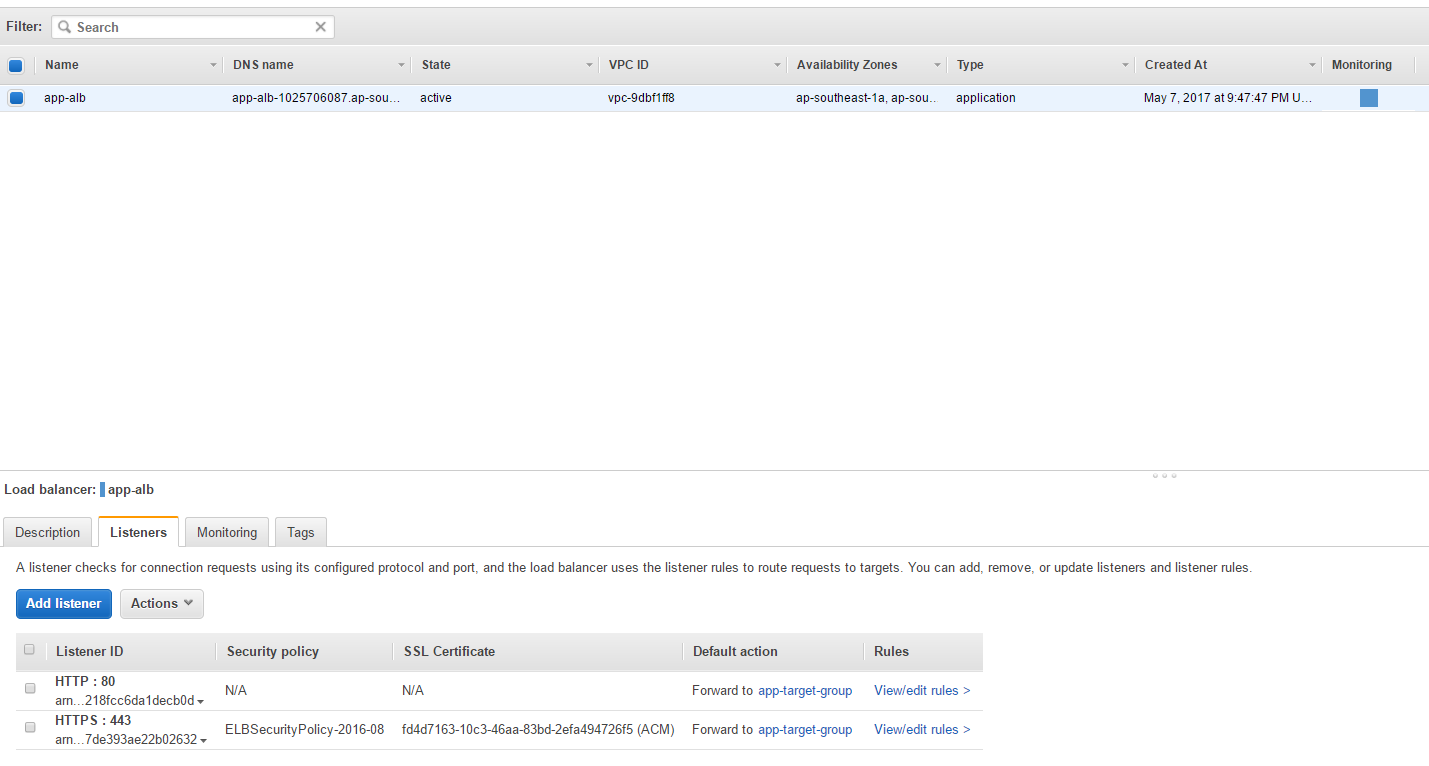 Filter: Search
Name DNS name State VPC ID Availability Zones Type Created At Monitoring
app-alb app-alb-1025706087.ap-sou... active vpc-9dbf1ff8 ap-southeast-1a, ap-sou.. application May 7, 2017 at 9:47:47 PM U...
Load balancer: app-alb
Description Listeners Monitoring Tags
A listener checks for connection requests using its configured protocol and port, and the load balancer uses the listener rules to route requests to targets. You can add, remove, or update listeners and listener rules.
Add listener Actions
Listener ID Security policy SSL Certificate Default action Rules
HTTP : 80
arn...218fcc6da1decb0d N/A N/A Forward to app-target-group View/edit rules >
HTTPS : 443
arn...7de393ae22b02632 ELBSecurityPolicy-2016-08 fd4d7163-10c3-46aa-83bd-2efa494726f5 (ACM) Forward to app-target-group View/edit rules >